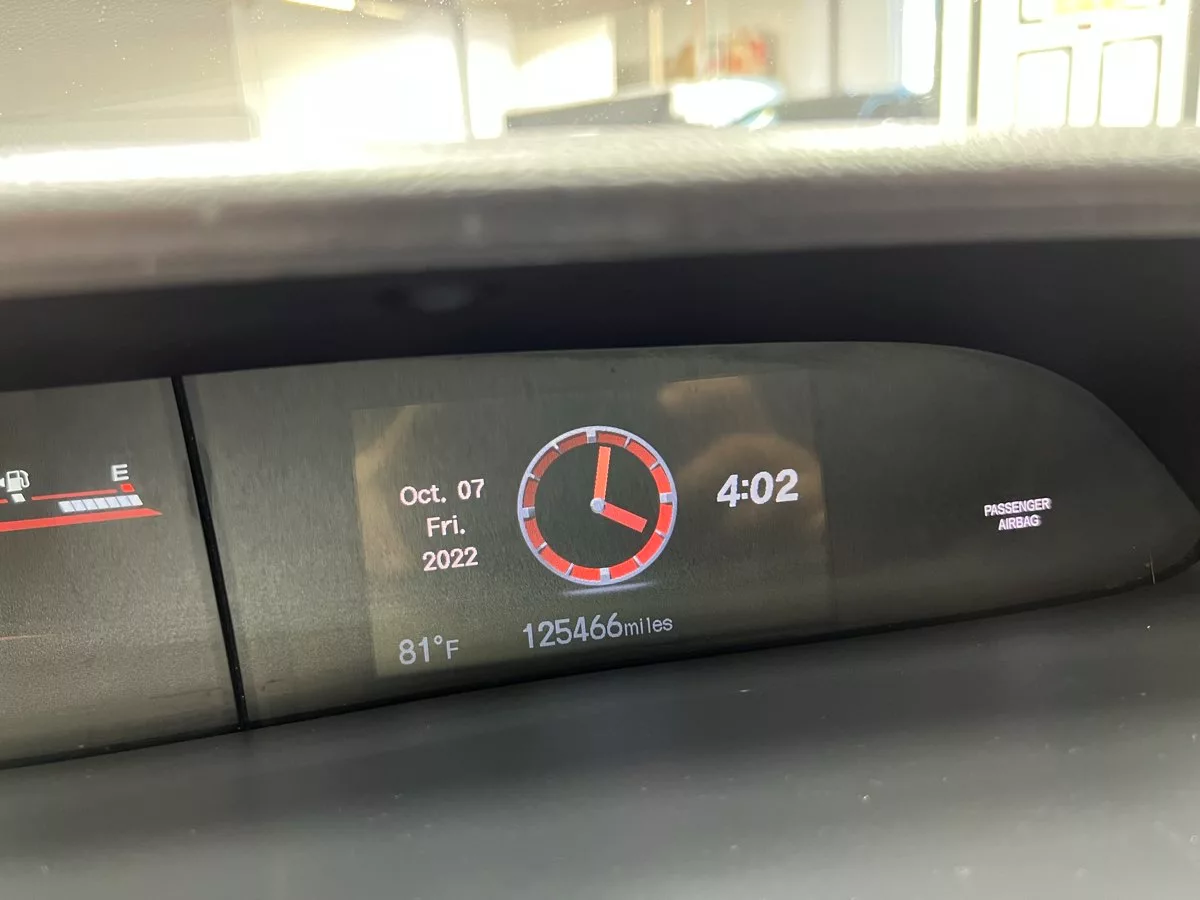 E
Oct. 07
Fri.
2022
4:02
PASSENGER
AIRBAG
81°F
125466miles